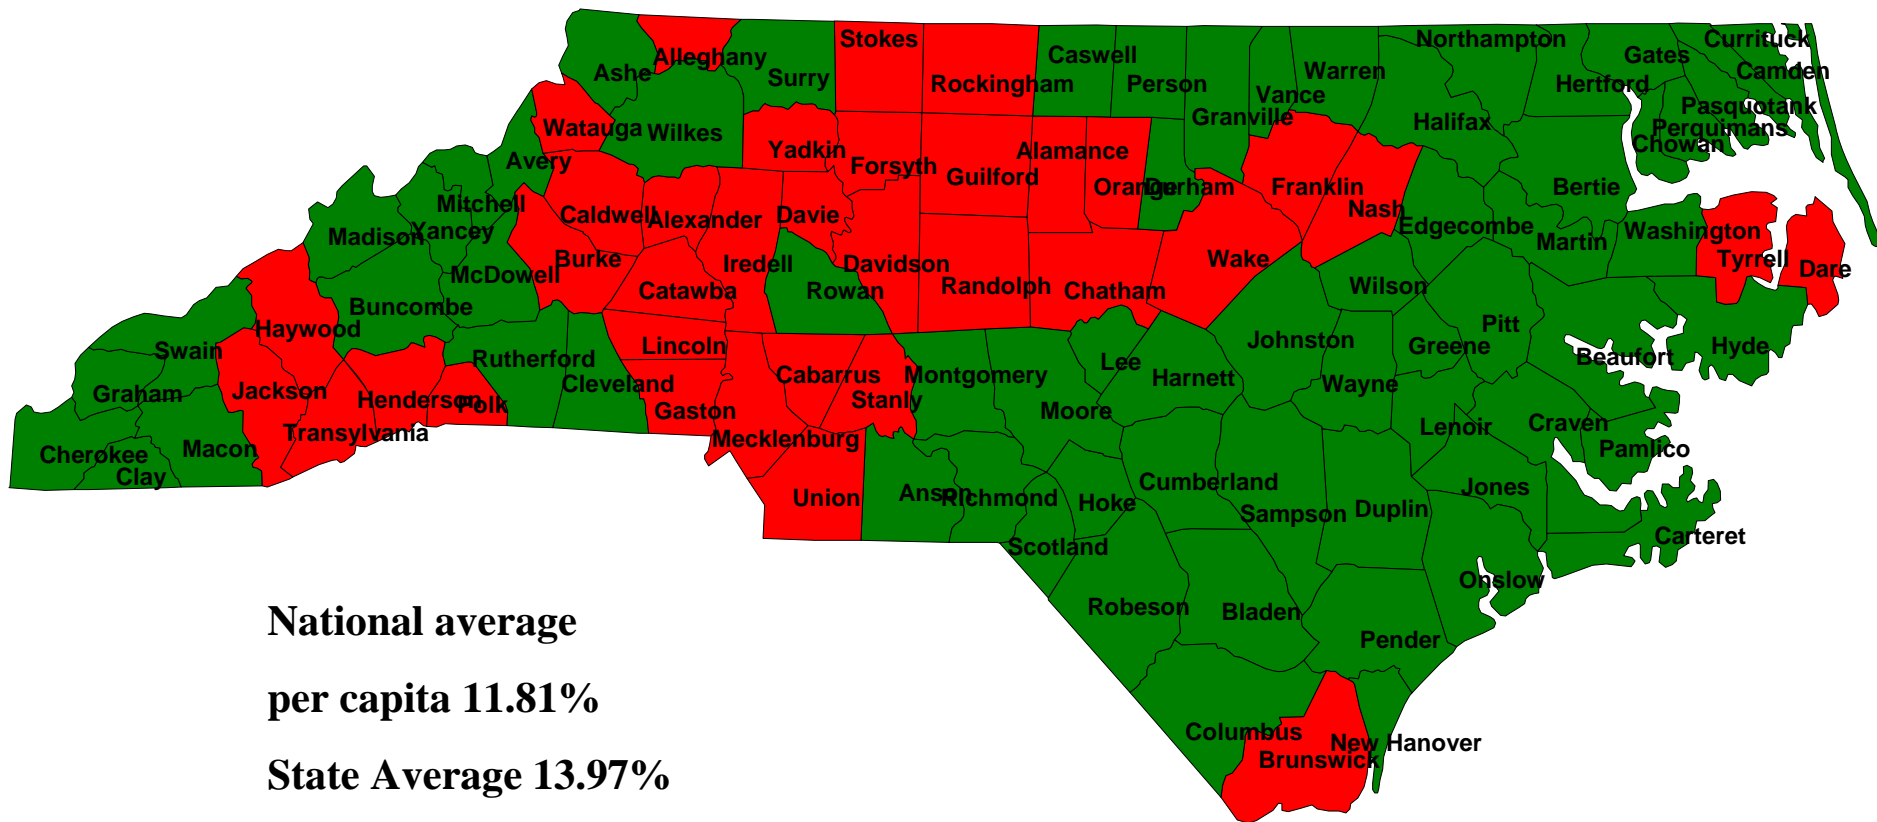 Alleghany
Ashe
Surry
Stokes
Rockingham
Caswell
Person
Granville
Vance
Warren
Northampton
Halifax
Hertford
Gates
Currituck
Camden
Pasquotank
Perquimans
Chowan
Bertie
Watauga
Wilkes
Yadkin
Forsyth
Guilford
Alamance
Orange
Durham
Franklin
Nash
Edgecombe
Martin
Washington
Tyrrell
Dare
Avery
Mitchell
Yancey
Madison
Caldwell
Alexander
Davie
Iredell
Davidson
Randolph
Chatham
Wake
Wilson
Pitt
Greene
Beaufort
Hyde
McDowell
Burke
Buncombe
Catawba
Rowan
Haywood
Swain
Graham
Jackson
Rutherford
Cleveland
Lincoln
Gaston
Cabarrus
Stanly
Montgomery
Moore
Lee
Harnett
Johnston
Wayne
Lenoir
Craven
Pamlico
Henderson
Polk
Transylvania
Cherokee
Clay
Macon
Mecklenburg
Union
Anson
Richmond
Hoke
Scotland
Cumberland
Sampson
Duplin
Jones
Carteret
Onslow
Robeson
Bladen
Pender
Columbus
Brunswick
New Hanover
National average
per capita 11.81%
State Average 13.97%